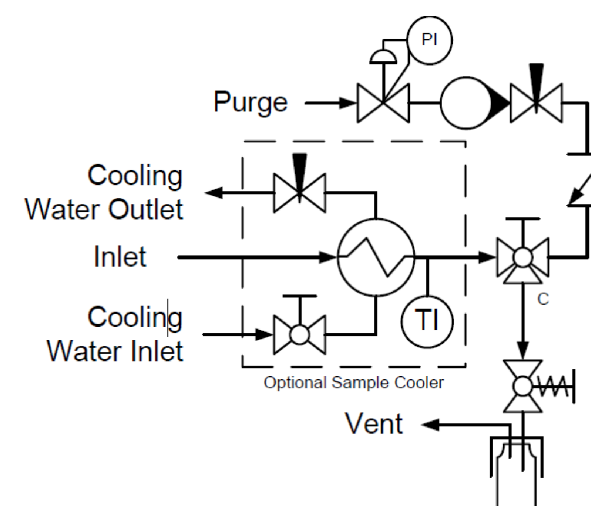 PI
Purge
Cooling
Water Outlet
Inlet
Cooling
Water Inlet
TI
C
Optional Sample Cooler
Vent